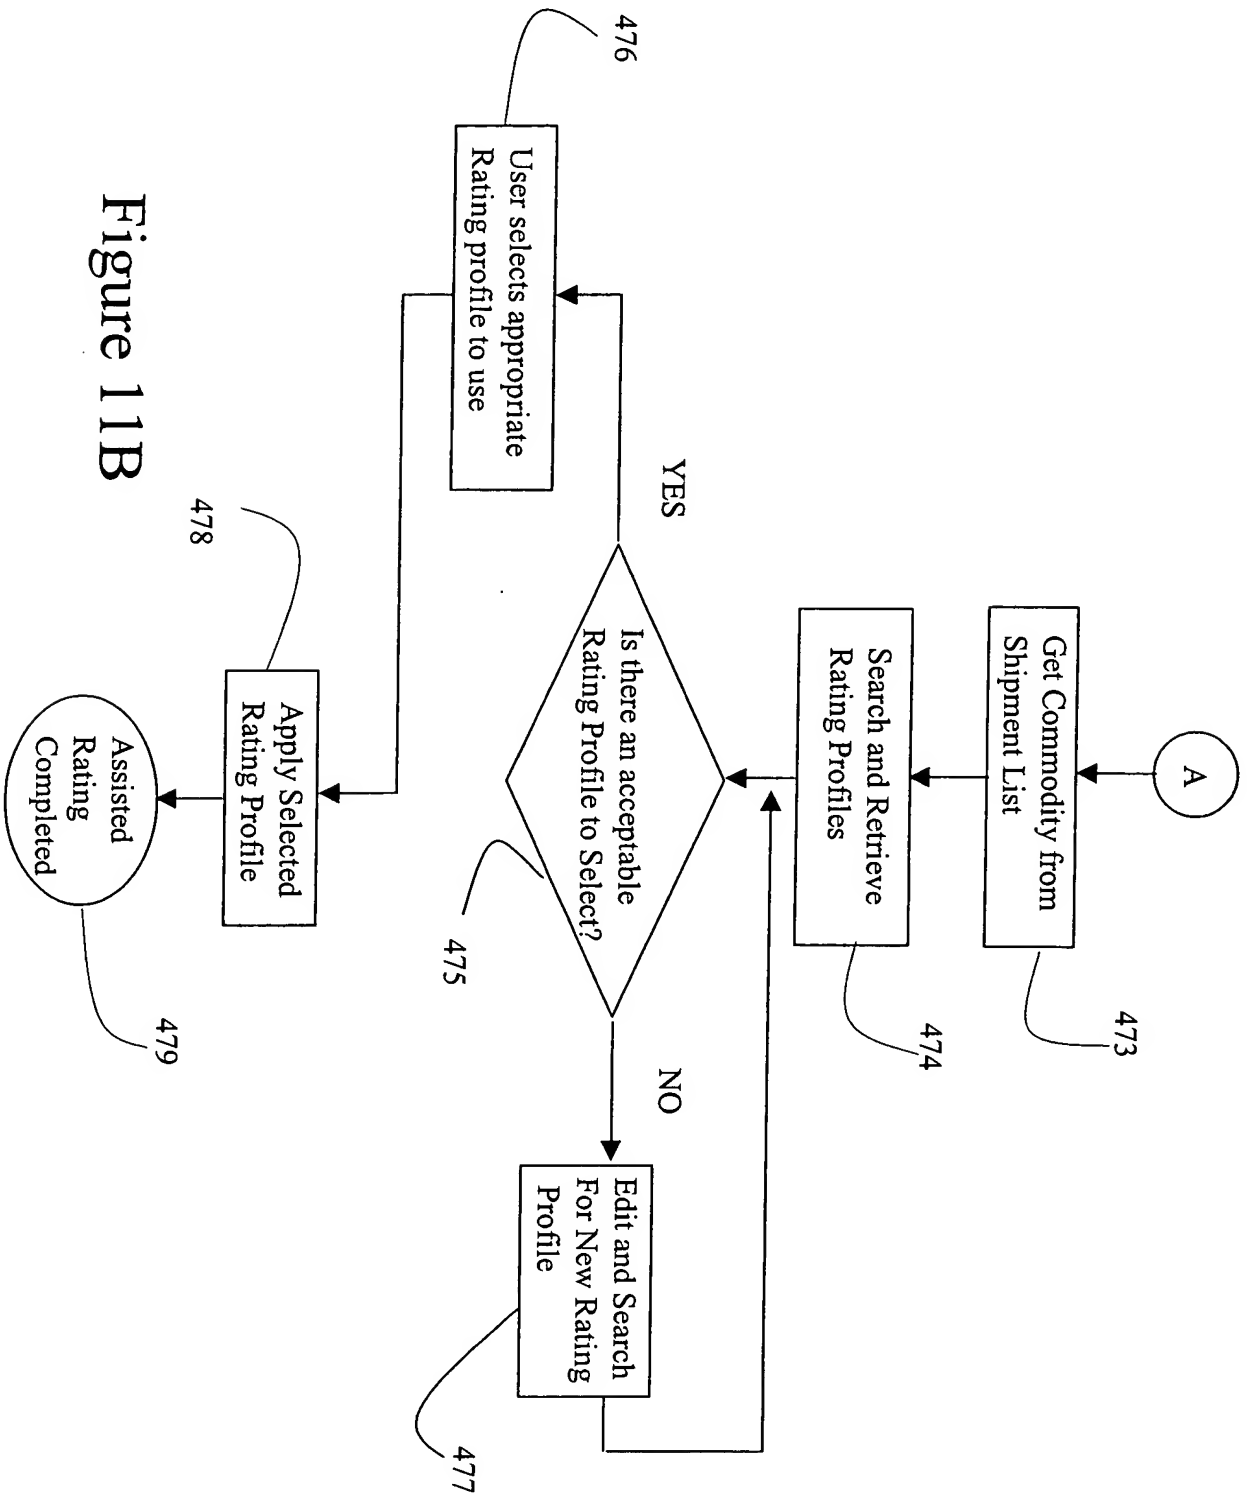 A
Get Commodity from
Shipment List
473
Search and Retrieve
Rating Profiles
474
Is there an acceptable
Rating Profile to Select?
475
YES
NO
476
User selects appropriate
Rating profile to use
Edit and Search
For New Rating
Profile
477
478
Apply Selected
Rating Profile
Assisted
Rating
Completed
479
Figure 11B